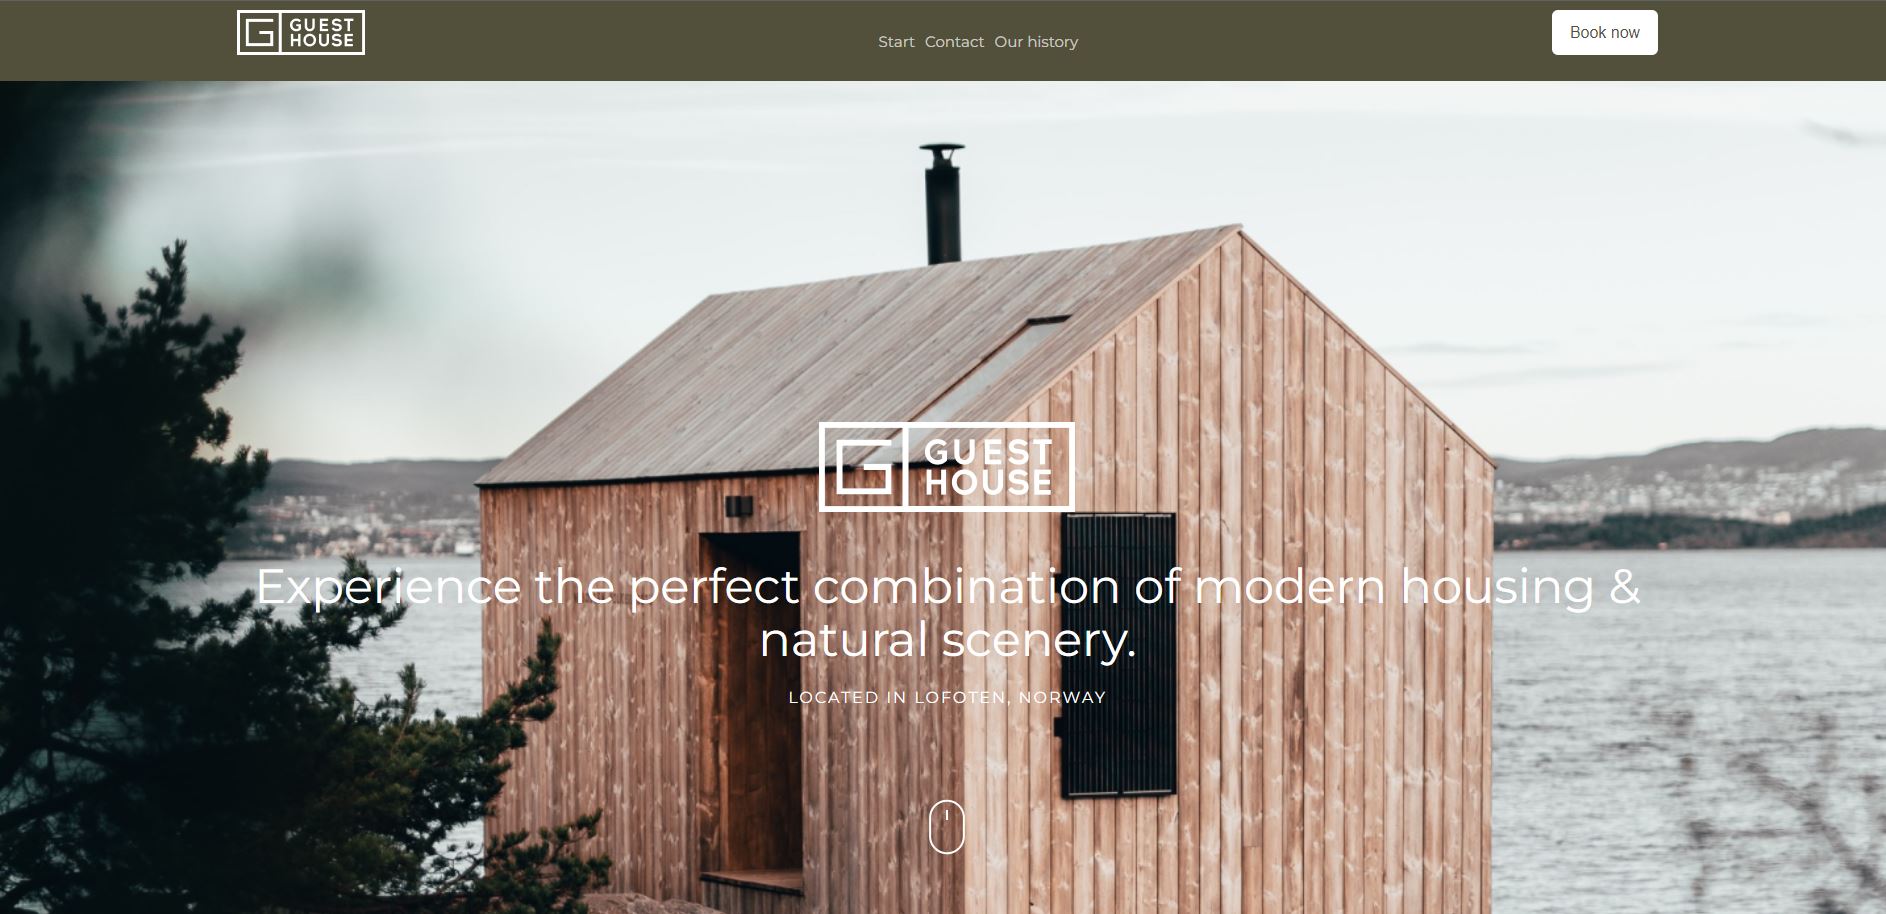 GUEST
HOUSE
Start Contact Our history
Book now
GUEST
HOUSE
Experience the perfect combination of modern housing &
natural scenery.
LOCATED IN LOFOTEN, NORWAY